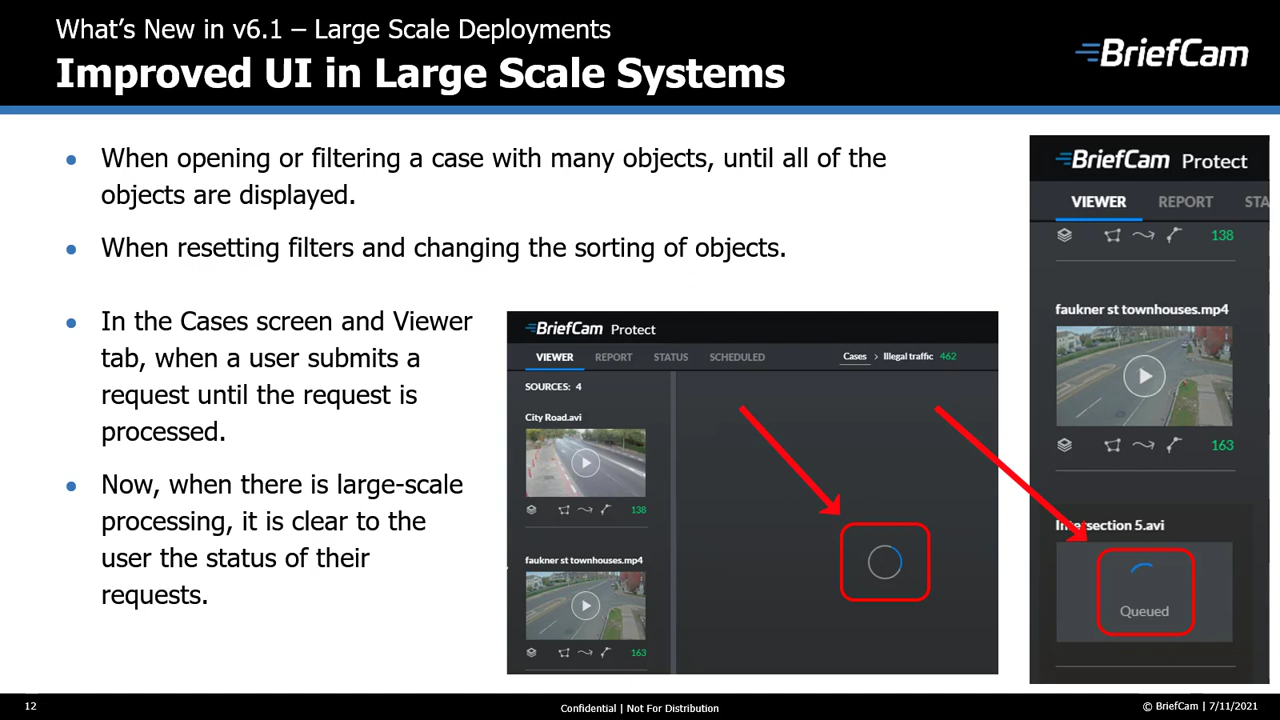 What's New in v6.1 – Large Scale Deployments
Improved UI in Large Scale Systems
BriefCam
• When opening or filtering a case with many objects, until all of the
objects are displayed.
• When resetting filters and changing the sorting of objects.
• In the Cases screen and Viewer
tab, when a user submits a
request until the request is
processed.
• Now, when there is large-scale
processing, it is clear to the
user the status of their
requests.
BriefCam Protect
VIEWER REPORT STATUS SCHEDULED Cases > Illegal traffic 462
SOURCES: 4
City Road.avi
138
faukner st townhouses.mp4
163
BriefCam Protect
VIEWER REPORT STA
138
faukner st townhouses.mp4
163
Intersection 5.avi
Queued
12
Confidential | Not For Distribution
© BriefCam | 7/11/2021